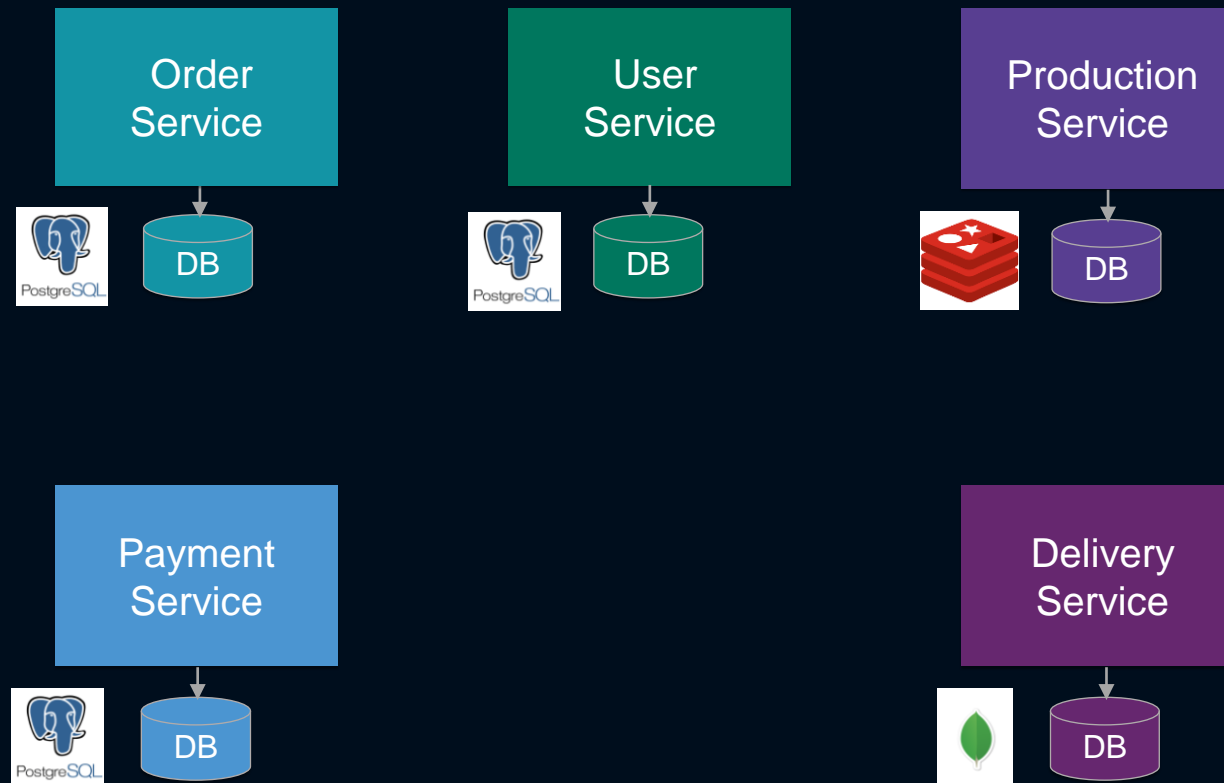 Order
Service
User
Service
Production
Service
PostgreSQL
DB
PostgreSQL
DB
DB
Payment
Service
Delivery
Service
PostgreSQL
DB
DB